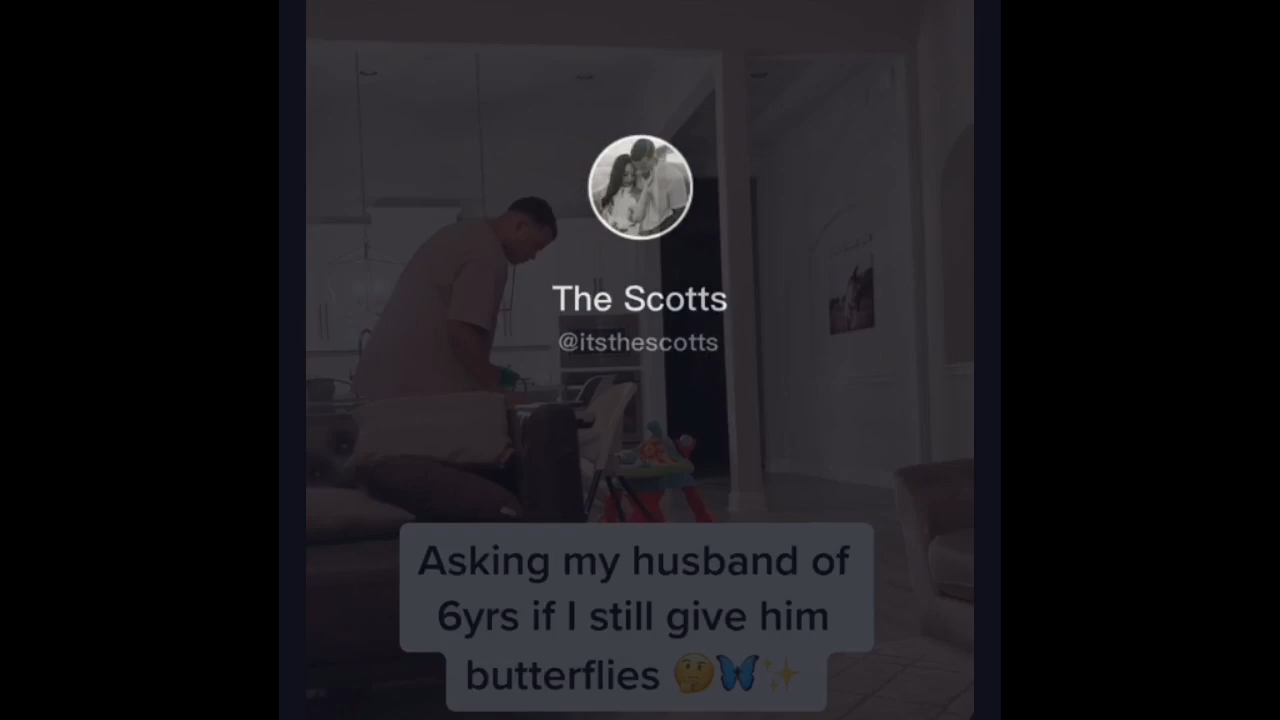 The Scotts
@itsthescotts
Asking my husband of
6yrs if I still give him
butterflies 🤔🦋✨